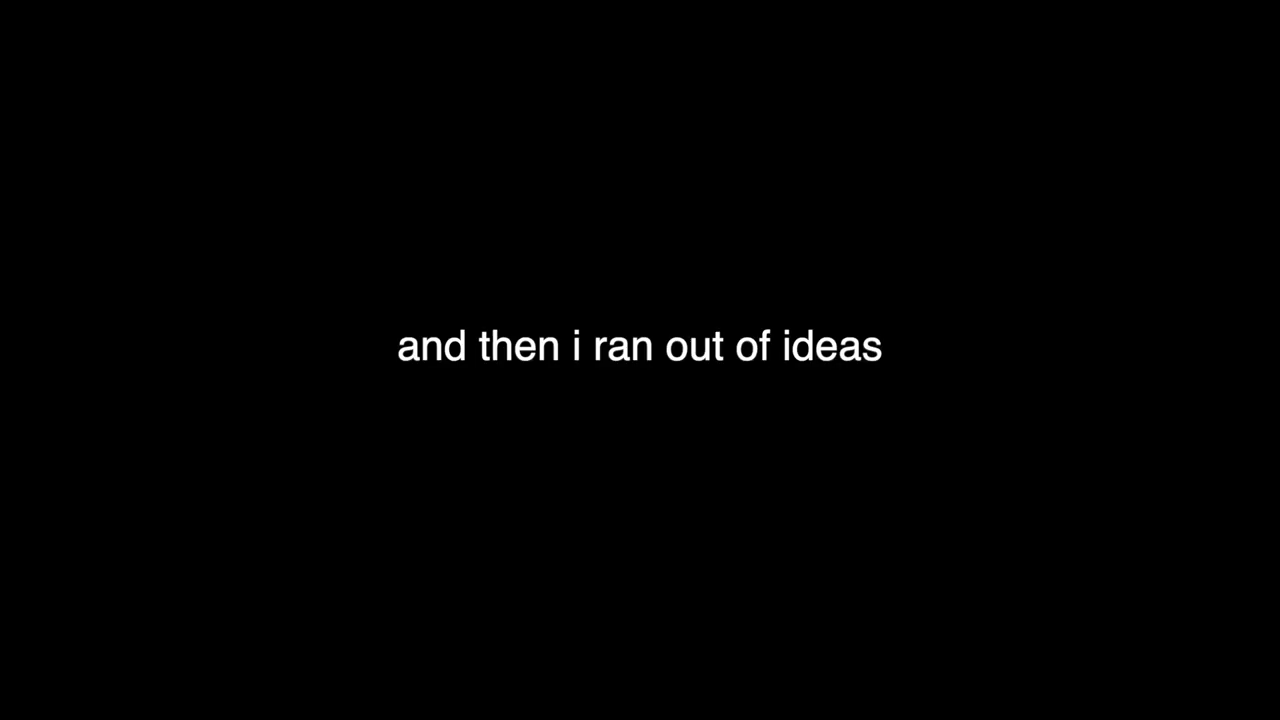 and then i ran out of ideas